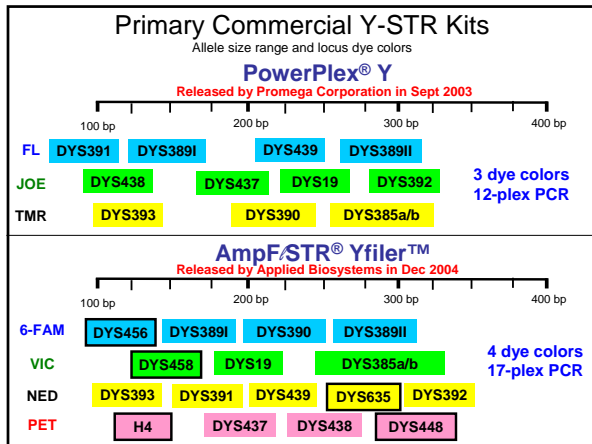 Primary Commercial Y-STR Kits
Allele size range and locus dye colors
PowerPlex® Y
Released by Promega Corporation in Sept 2003
100 bp 200 bp 300 bp 400 bp
FL DYS391 DYS389I DYS439 DYS389II
JOE DYS438 DYS437 DYS19 DYS392
TMR DYS393 DYS390 DYS385a/b
3 dye colors
12-plex PCR
AmpFℓSTR® Yfiler™
Released by Applied Biosystems in Dec 2004
100 bp 200 bp 300 bp 400 bp
6-FAM DYS456 DYS389I DYS390 DYS389II
VIC DYS458 DYS19 DYS385a/b
NED DYS393 DYS391 DYS439 DYS635 DYS392
PET H4 DYS437 DYS438 DYS448
4 dye colors
17-plex PCR